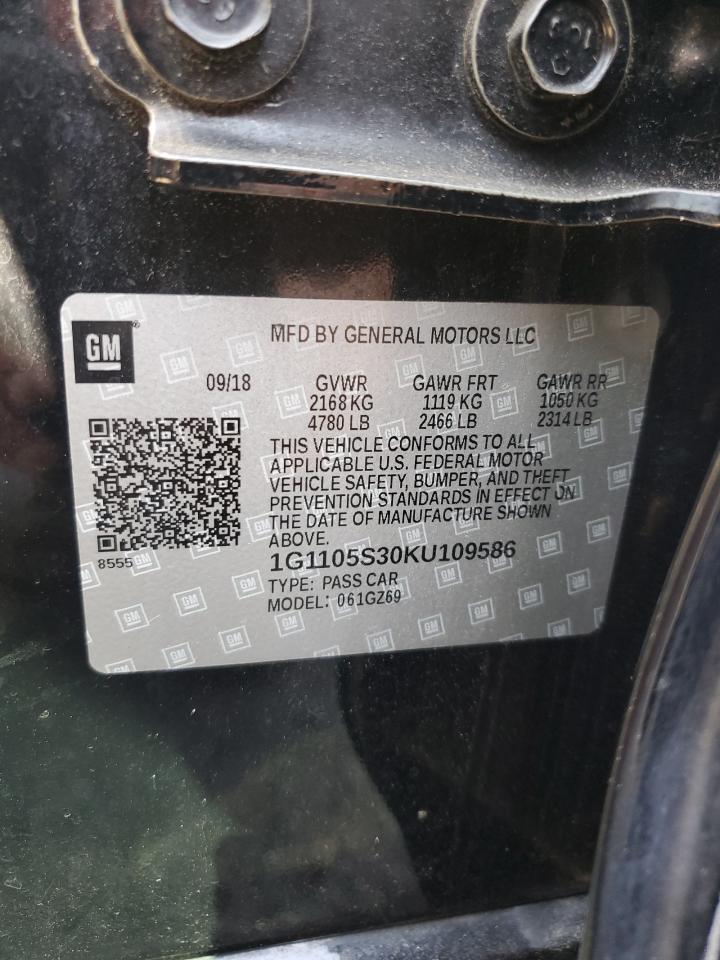 GM
MFD BY GENERAL MOTORS LLC
09/18 GVWR GAWR FRT GAWR RR
2168 KG 1119 KG 1050 KG
4780 LB 2466 LB 2314 LB
THIS VEHICLE CONFORMS TO ALL
APPLICABLE U.S. FEDERAL MOTOR
VEHICLE SAFETY, BUMPER, AND THEFT
PREVENTION STANDARDS IN EFFECT ON
THE DATE OF MANUFACTURE SHOWN
ABOVE.
8555
1G1105S30KU109586
TYPE: PASS CAR
MODEL: 061GZ69